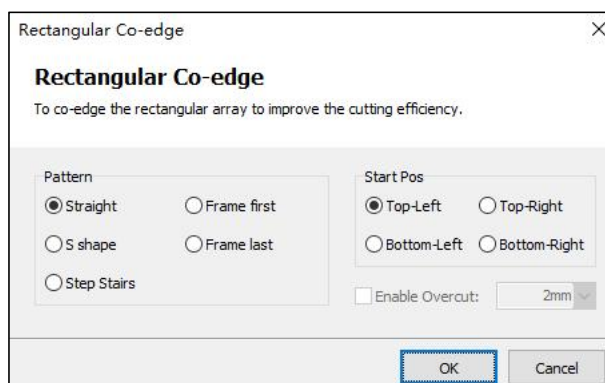 Rectangular Co-edge
Rectangular Co-edge
To co-edge the rectangular array to improve the cutting efficiency.
Pattern
Straight
Frame first
S shape
Frame last
Step Stairs
Start Pos
Top-Left
Top-Right
Bottom-Left
Bottom-Right
Enable Overcut:
2mm
OK
Cancel